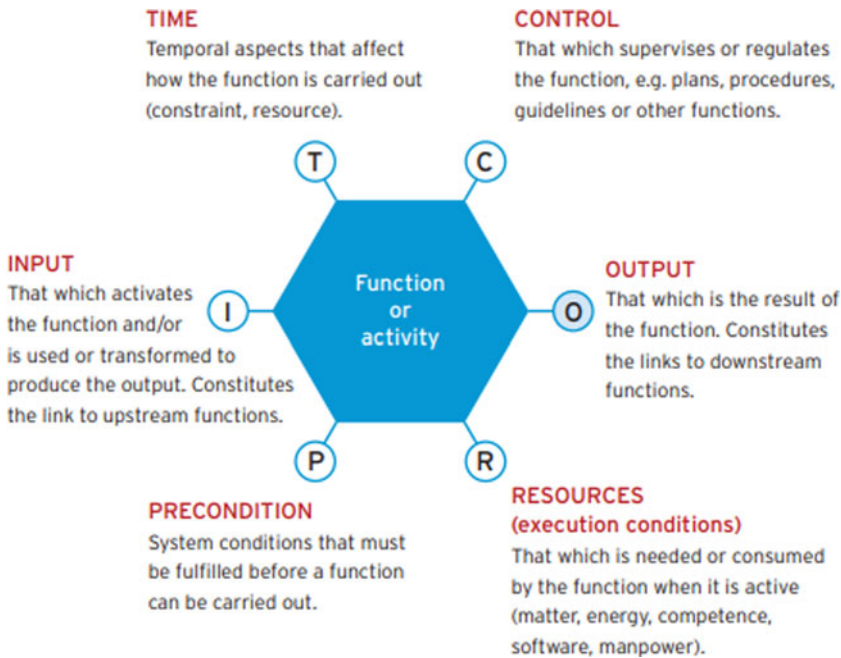 TIME
Temporal aspects that affect
how the function is carried out
(constraint, resource).
CONTROL
That which supervises or regulates
the function, e.g. plans, procedures,
guidelines or other functions.
T
C
INPUT
That which activates
the function and/or
is used or transformed to
produce the output. Constitutes
the link to upstream functions.
I
Function
or
activity
O
OUTPUT
That which is the result of
the function. Constitutes
the links to downstream
functions.
P
R
PRECONDITION
System conditions that must
be fulfilled before a function
can be carried out.
RESOURCES
(execution conditions)
That which is needed or consumed
by the function when it is active
(matter, energy, competence,
software, manpower).